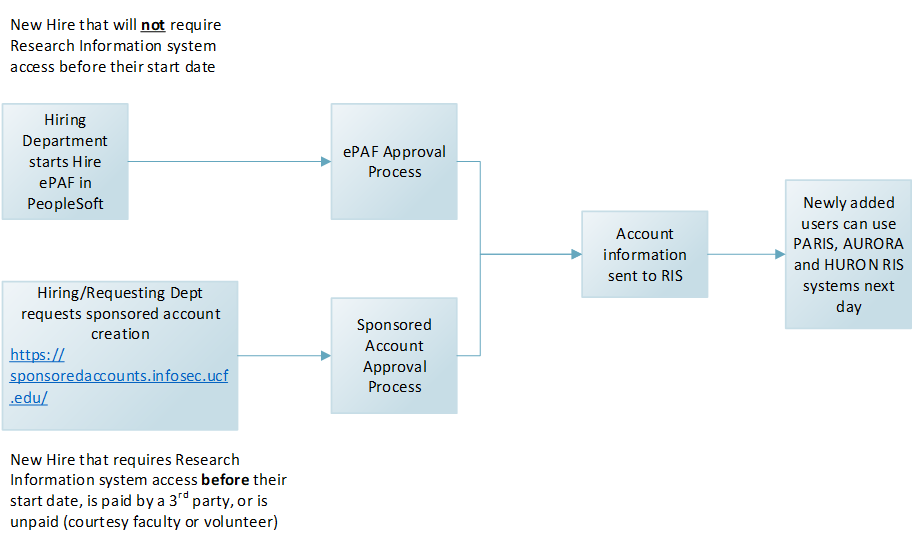 New Hire that will not require
Research Information system
access before their start date
Hiring
Department
starts Hire
ePAF in
PeopleSoft
ePAF Approval
Process
Account
information
sent to RIS
Newly added
users can use
PARIS, AURORA
and HURON RIS
systems next
day
Hiring/Requesting Dept
requests sponsored account
creation
https://
sponsoredaccounts.infosec.ucf
.edu/
Sponsored
Account
Approval
Process
New Hire that requires Research
Information system access before their
start date, is paid by a 3rd party, or is
unpaid (courtesy faculty or volunteer)